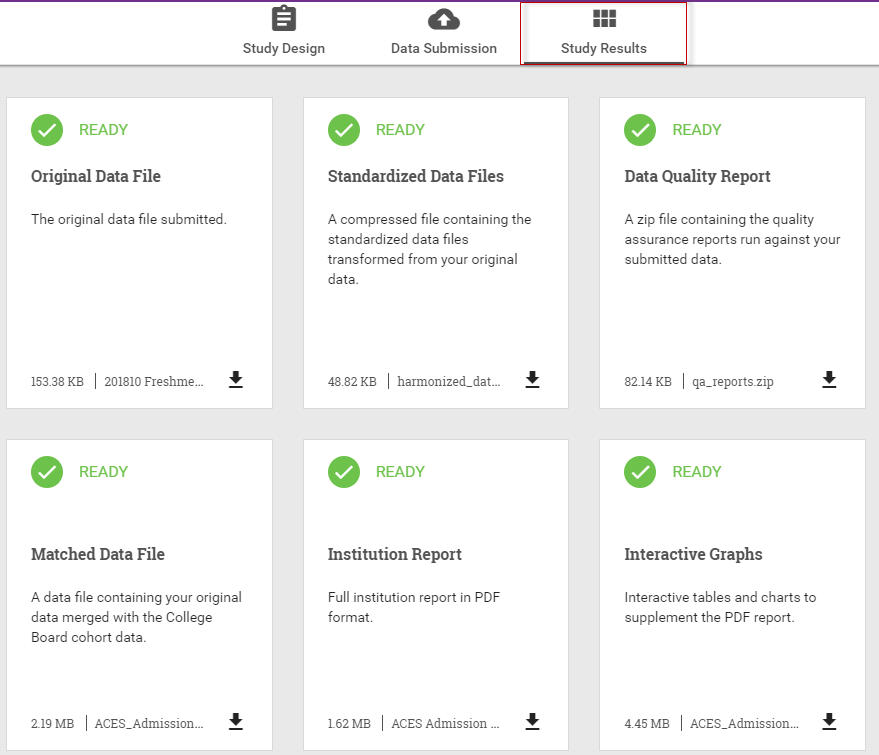 Study Design
Data Submission
Study Results
READY
Original Data File
The original data file submitted.
153.38 KB
201810 Freshme...
READY
Standardized Data Files
A compressed file containing the
standardized data files
transformed from your original
data.
48.82 KB
harmonized_dat...
READY
Data Quality Report
A zip file containing the quality
assurance reports run against your
submitted data.
82.14 KB
qa_reports.zip
READY
Matched Data File
A data file containing your original
data merged with the College
Board cohort data.
2.19 MB
ACES_Admission...
READY
Institution Report
Full institution report in PDF
format.
1.62 MB
ACES Admission ...
READY
Interactive Graphs
Interactive tables and charts to
supplement the PDF report.
4.45 MB
ACES_Admission...